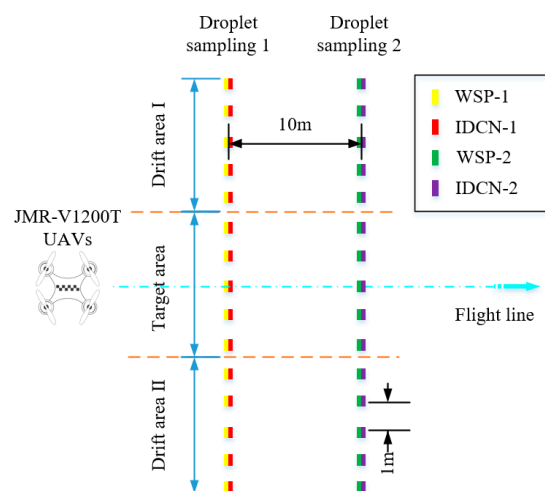 Droplet
sampling 1
Droplet
sampling 2
WSP-1
IDCN-1
WSP-2
IDCN-2
10m
Drift area I
JMR-V1200T
UAVs
Target area
Flight line
Drift area II
1m